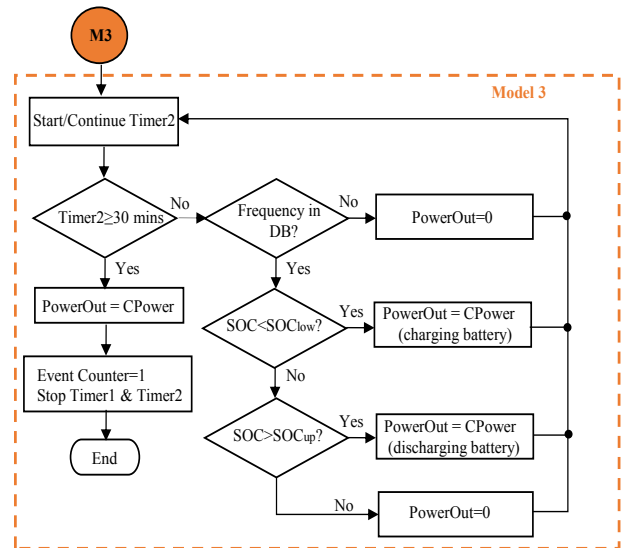 M3
Model 3
Start/Continue Timer2
Timer2≥30 mins
No
Frequency in
DB?
No
PowerOut=0
Yes
Yes
PowerOut = CPower
SOC<SOClow?
Yes
PowerOut = CPower
(charging battery)
Event Counter=1
Stop Timer1 & Timer2
No
End
SOC>SOCup?
Yes
PowerOut = CPower
(discharging battery)
No
PowerOut=0